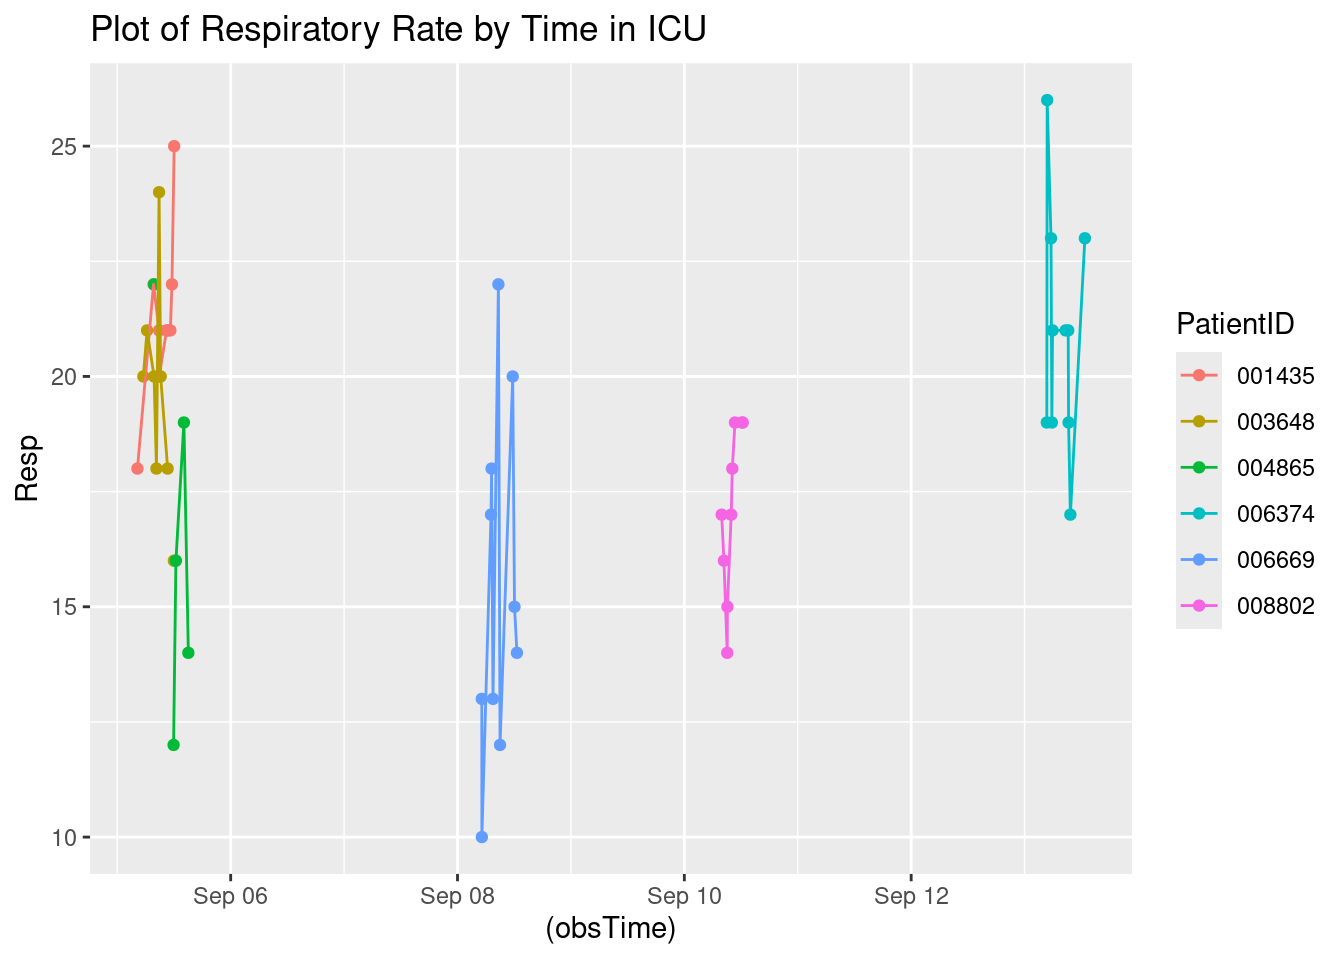 Plot of Respiratory Rate by Time in ICU
25
20
15
10
Resp
Sep 06
Sep 08
Sep 10
Sep 12
(obsTime)
PatientID
001435
003648
004865
006374
006669
008802